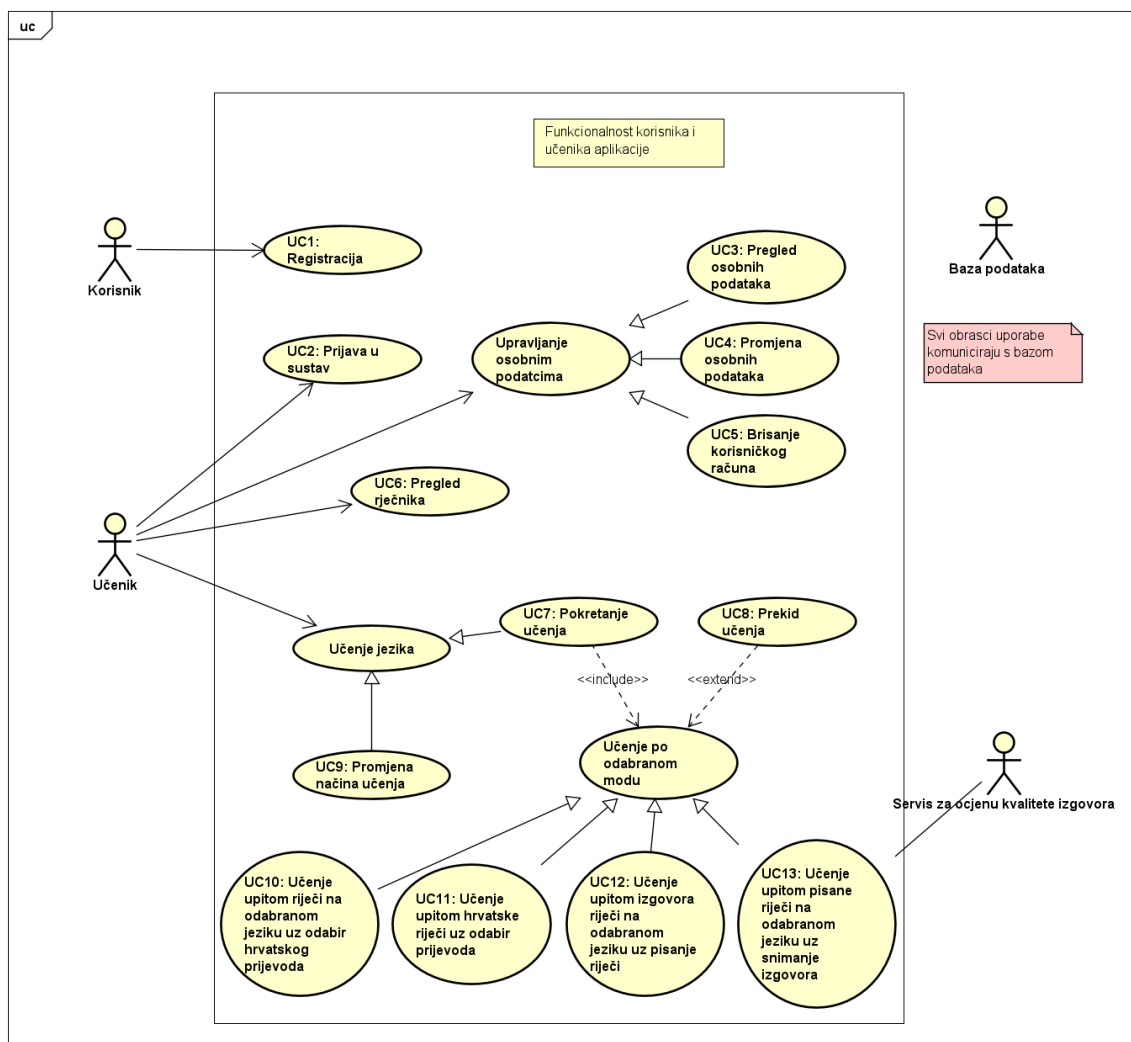 uc
Funkcionalnost korisnika i
učenika aplikacije
Korisnik
UC1:
Registracija
UC3: Pregled
osobnih
podataka
Baza podataka
UC2: Prijava u
sustav
Upravljanje
osobnim
podatcima
UC4: Promjena
osobnih
podataka
Svi obrasci uporabe
komuniciraju s bazom
podataka
UC5: Brisanje
korisničkog
računa
UC6: Pregled
rječnika
Učenik
UC7: Pokretanje
učenja
UC8: Prekid
učenja
Učenje jezika
<<include>>
<<extend>>
UC9: Promjena
načina učenja
Učenje po
odabranom
modu
Servis za ocjenu kvalitete izgovora
UC10: Učenje
upitom riječi na
odabranom
jeziku uz odabir
hrvatskog
prijevoda
UC11: Učenje
upitom hrvatske
riječi uz odabir
prijevoda
UC12: Učenje
upitom izgovora
riječi na
odabranom
jeziku uz pisanje
riječi
UC13: Učenje
upitom pisane
riječi na
odabranom
jeziku uz
snimanje
izgovora